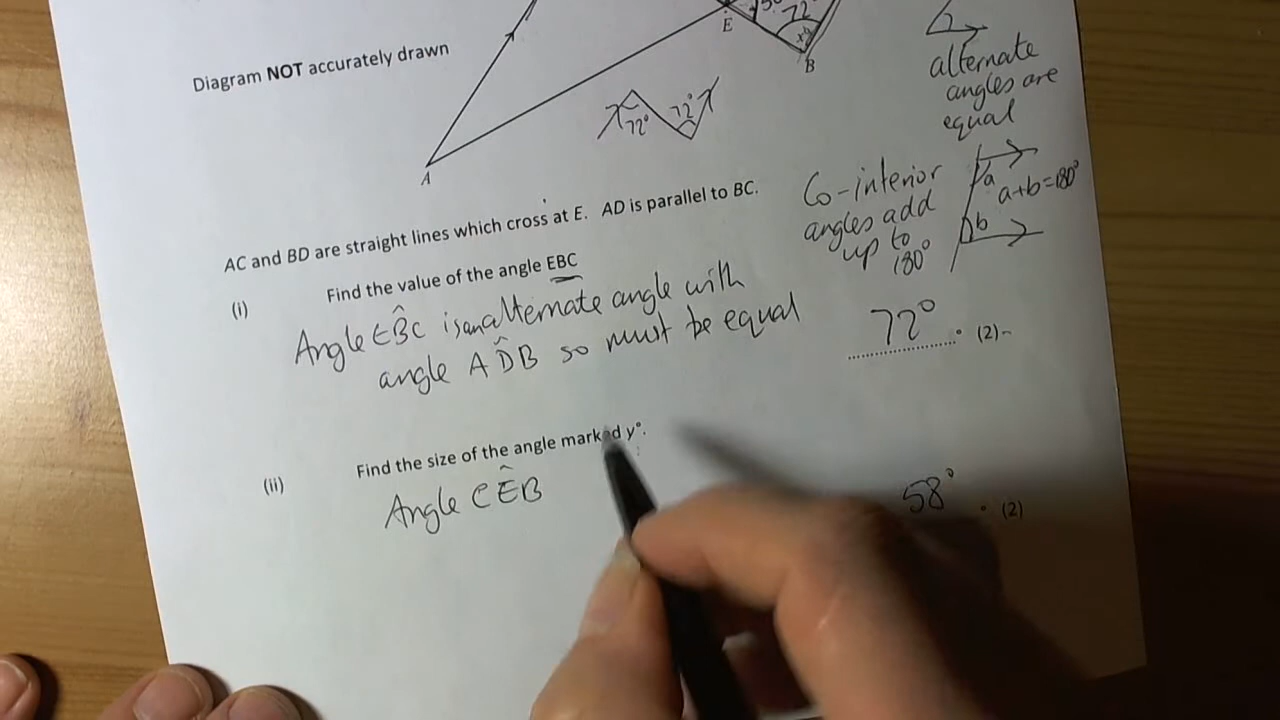 Diagram NOT accurately drawn
E
72
B
A
72°
72°
alternate
angles are
equal
AC and BD are straight lines which cross at E. AD is parallel to BC.
Co-interior
angles add
up to
180°
a
b
a+b=180°
(i) Find the value of the angle EBC
Angle EB̂C is an alternate angle with
angle AD̂B so must be equal
72° ° (2)
(ii) Find the size of the angle marked y°.
Angle CÊB
58° ° (2)